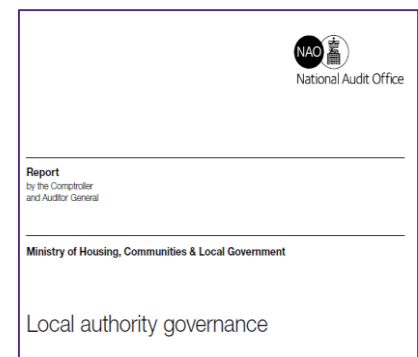 NAO
National Audit Office
Report
by the Comptroller
and Auditor General
Ministry of Housing, Communities & Local Government
Local authority governance